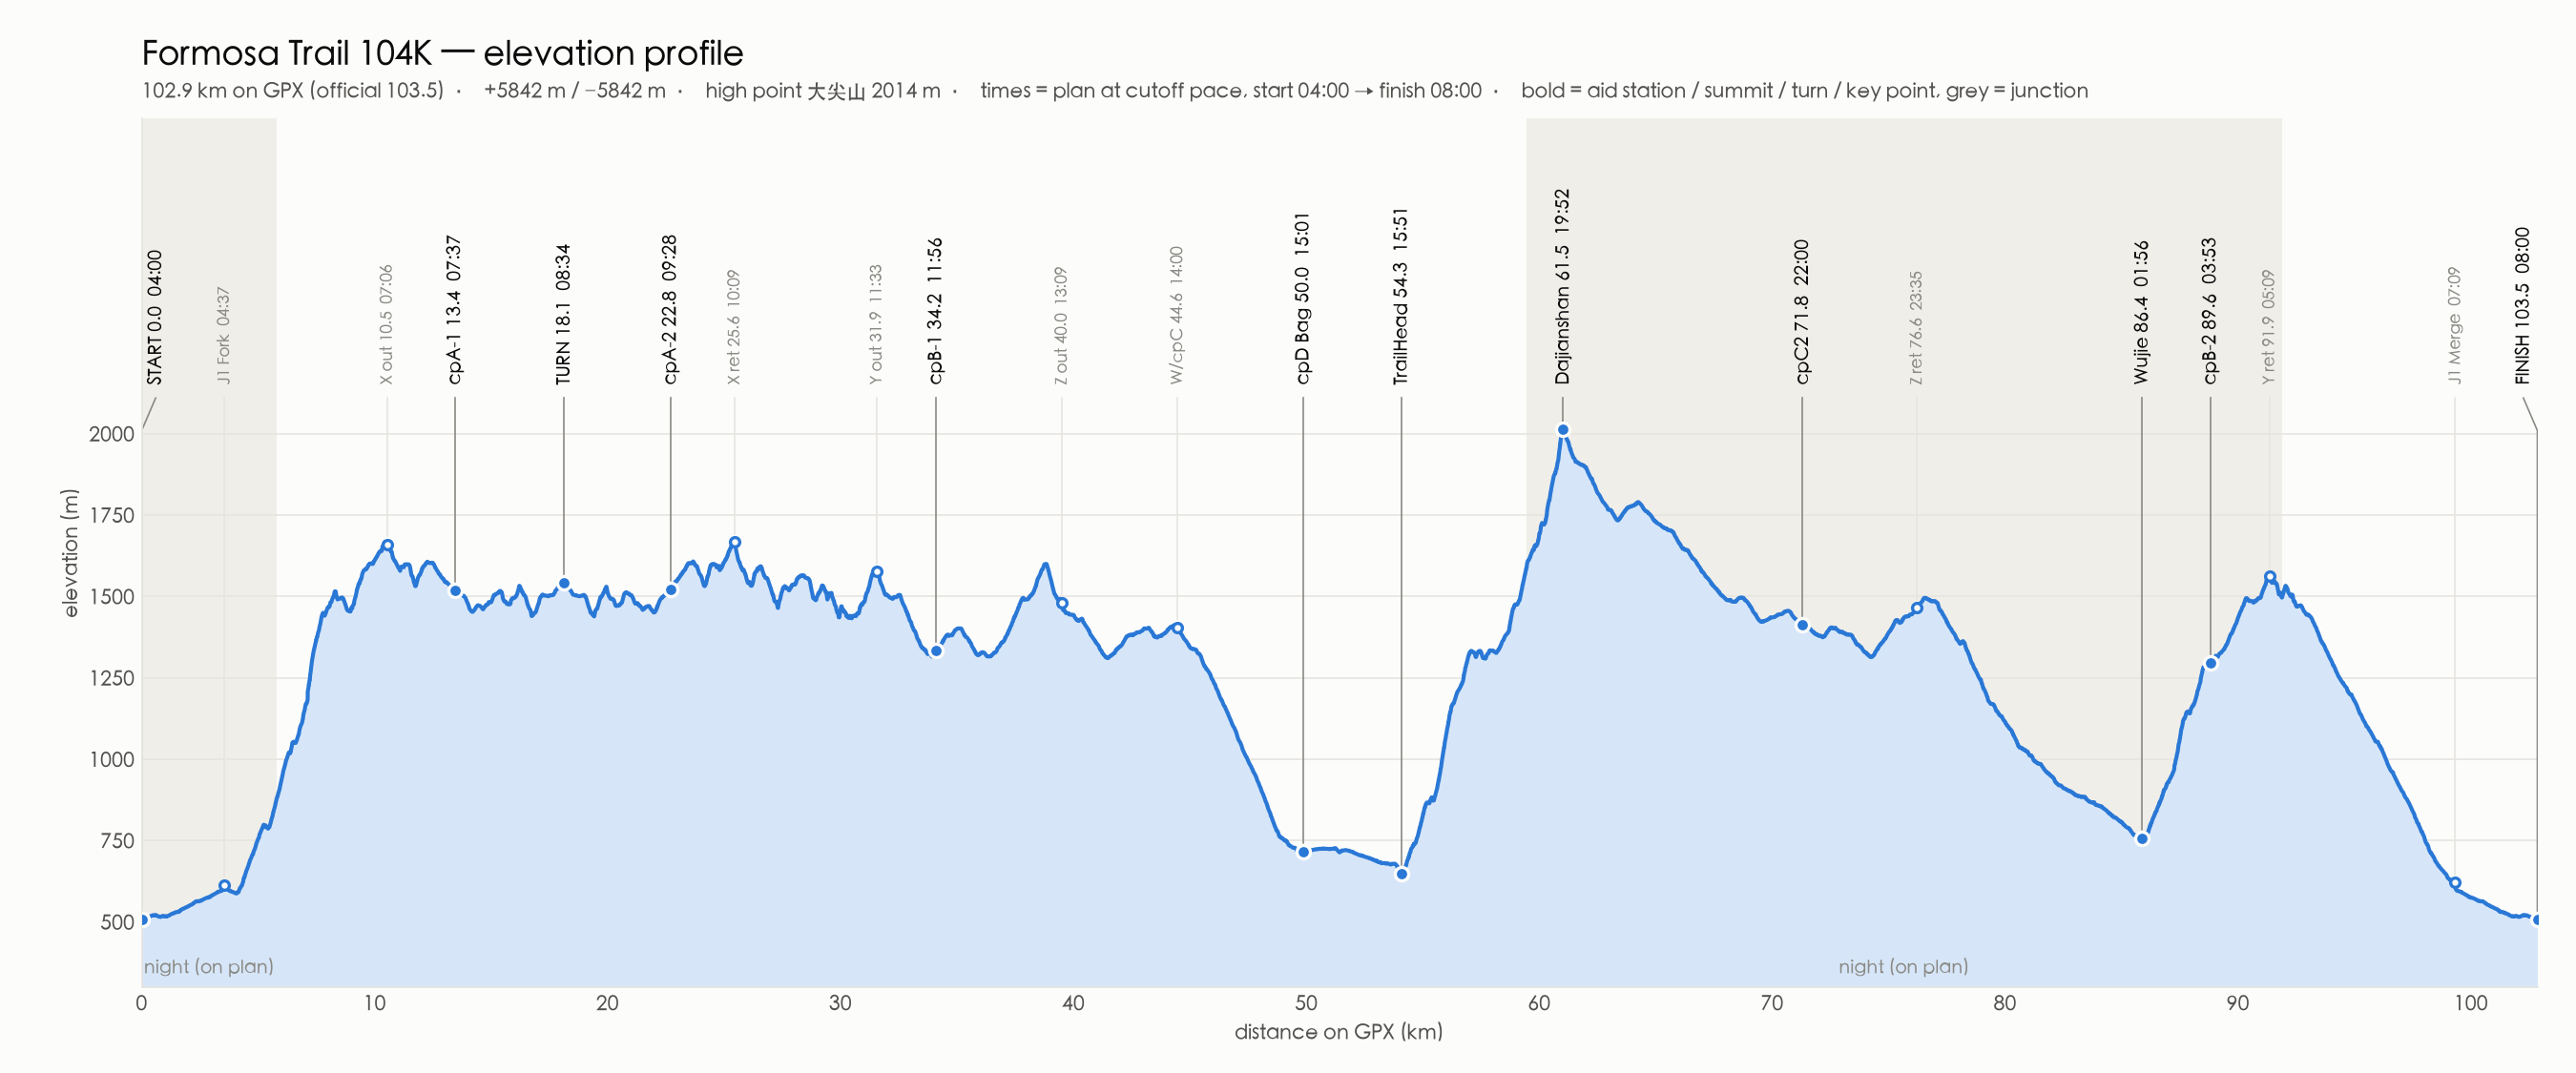 Formosa Trail 104K — elevation profile
102.9 km on GPX (official 103.5) · +5842 m / −5842 m · high point 大尖山 2014 m · times = plan at cutoff pace, start 04:00 → finish 08:00 · bold = aid station / summit / turn / key point, grey = junction
START 0.0 04:00
J1 Fork 04:37
X out 10.5 07:06
cpA-1 13.4 07:37
TURN 18.1 08:34
cpA-2 22.8 09:28
X ret 25.6 10:09
Y out 31.9 11:33
cpB-1 34.2 11:56
Z out 40.0 13:09
W/cpC 44.6 14:00
cpD Bag 50.0 15:01
TrailHead 54.3 15:51
Dajianshan 61.5 19:52
cpC2 71.8 22:00
Z ret 76.6 23:35
Wujie 86.4 01:56
cpB-2 89.6 03:53
Y ret 91.9 05:09
J1 Merge 07:09
FINISH 103.5 08:00
elevation (m)
2000
1750
1500
1250
1000
750
500
night (on plan)
night (on plan)
0 10 20 30 40 50 60 70 80 90 100
distance on GPX (km)